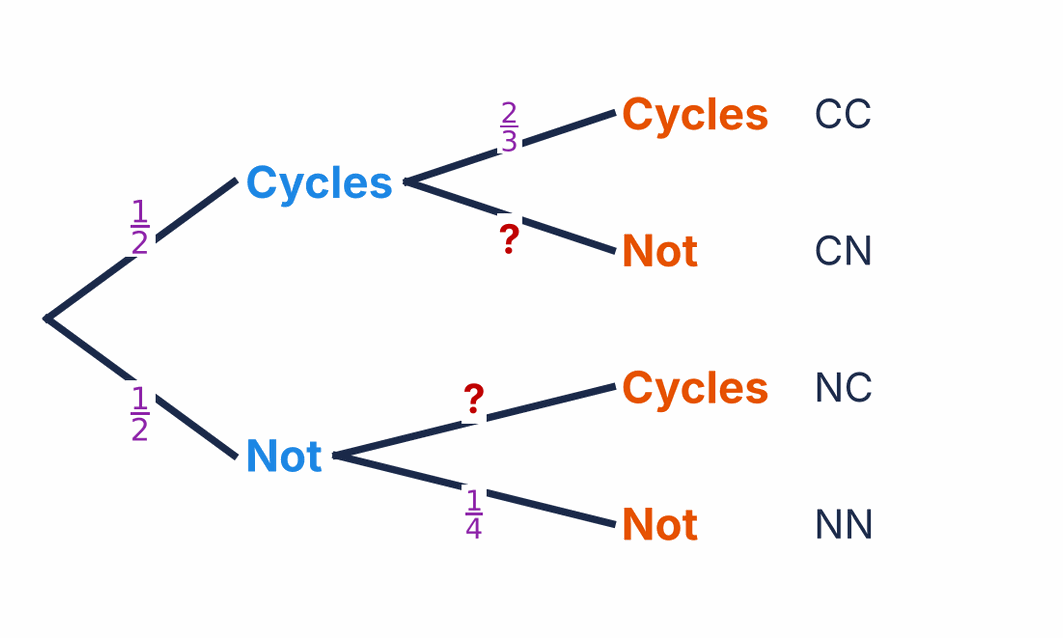 2/3
Cycles CC
Cycles
1/2
?
Not CN
?
Cycles NC
1/2
Not
1/4
Not NN